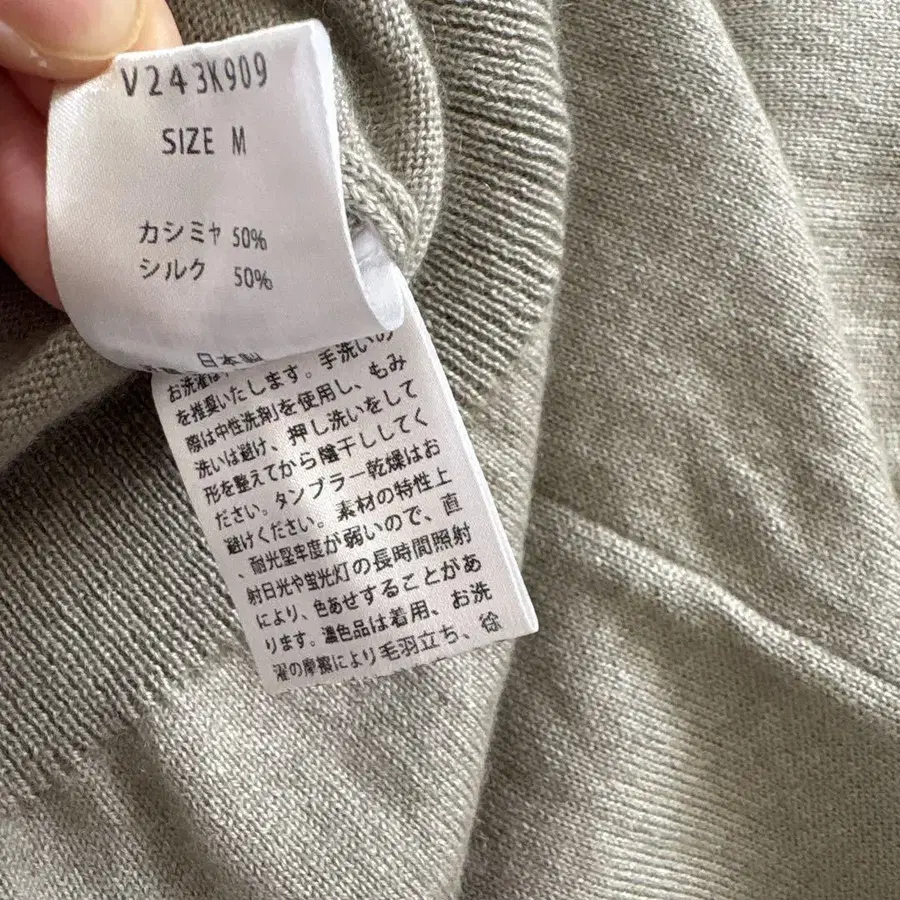 V243K909
SIZE M
カシミヤ 50%
シルク 50%
日本製
お洗濯は
手洗いの
を推奨いたします。
際は中性洗剤を使用し、もみ
洗いは避け、押し洗いをして
形を整えてから陰干ししてく
ださい。タンブラー乾燥はお
避けください。素材の特性上
、耐光堅牢度が弱いので、直
射日光や蛍光灯の長時間照射
により、色あせすることがあ
ります。濃色品は着用、お洗
濯の摩擦により毛羽立ち、徐